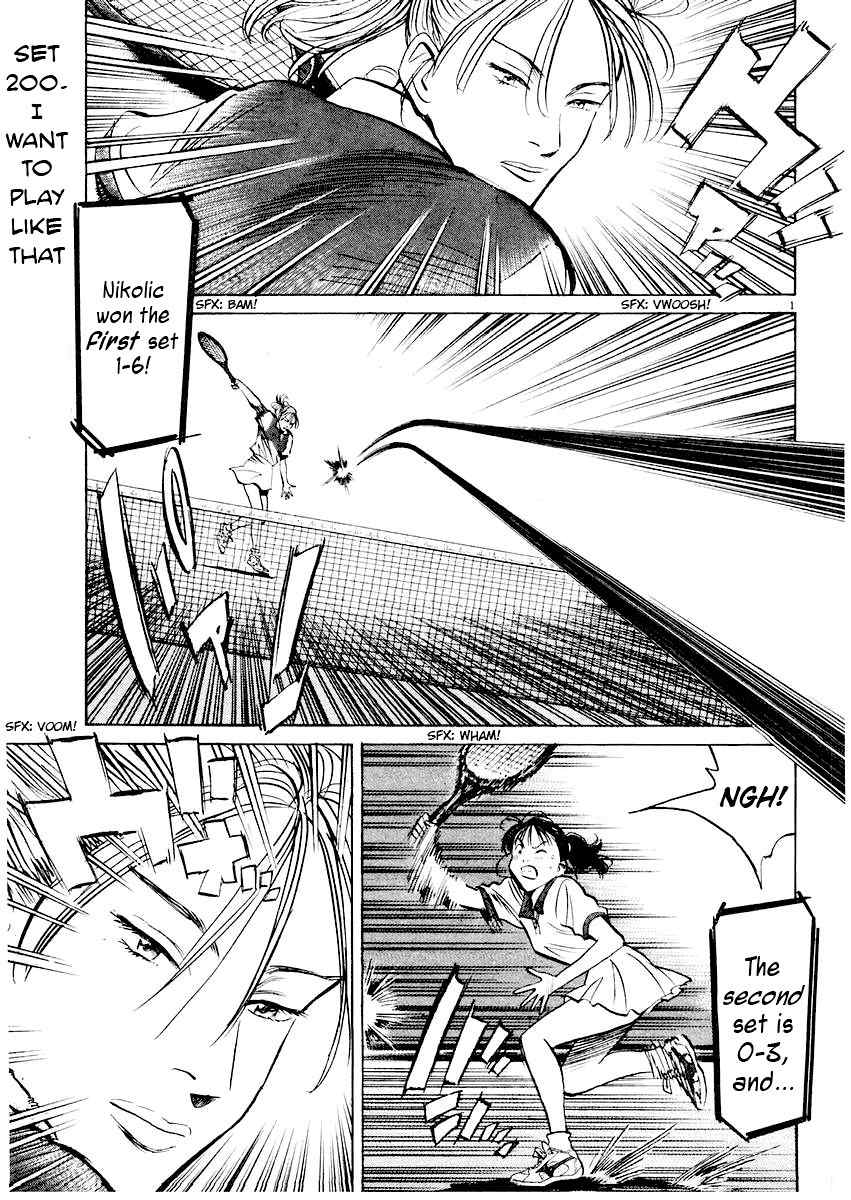 SET
200-
I
WANT
TO
PLAY
LIKE
THAT
Nikolic
won the
first set
1-6!
SFX: BAM!
SFX: VWOOSH!
1
SFX: VOOM!
SFX: WHAM!
NGH!
The
second
set is
0-3,
and...